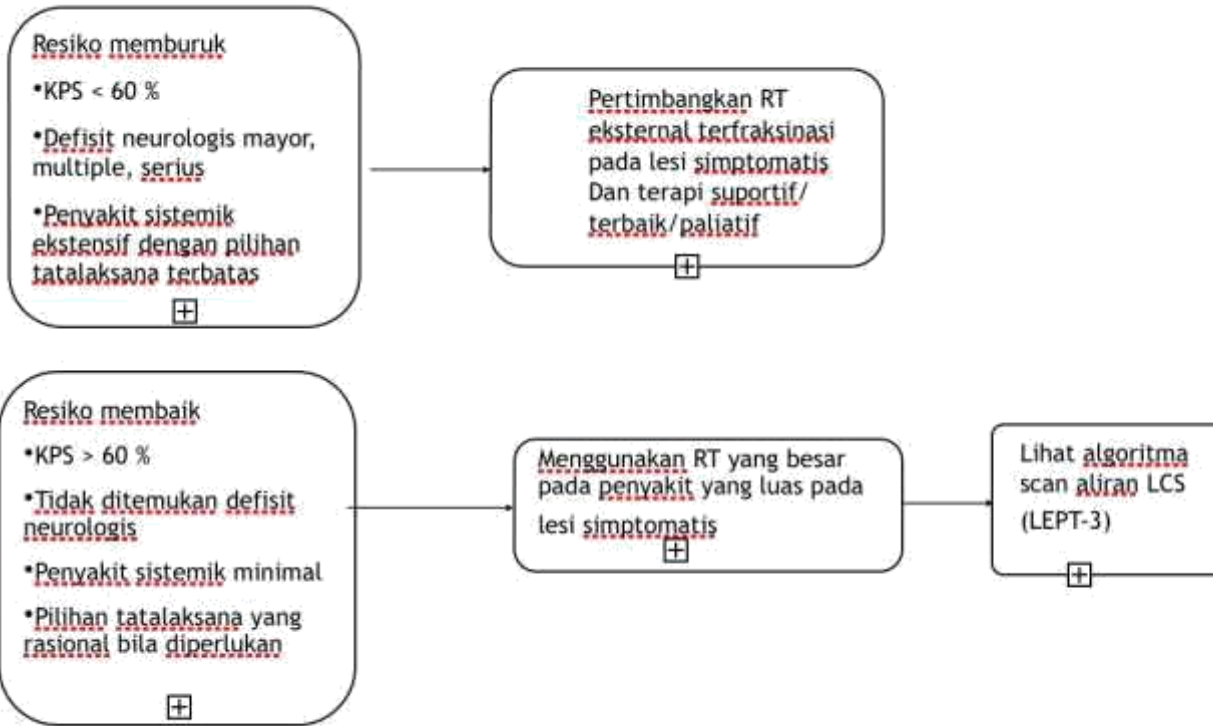 Resiko memburuk
•KPS < 60 %
•Defisit neurologis mayor,
multiple, serius
•Penyakit sistemik
ekstensif dengan pilihan
tatalaksana terbatas
Pertimbangkan RT
eksternal terfraksinasi
pada lesi simptomatis
Dan terapi suportif/
terbaik/paliatif
Resiko membaik
•KPS > 60 %
•Tidak ditemukan defisit
neurologis
•Penyakit sistemik minimal
•Pilihan tatalaksana yang
rasional bila diperlukan
Menggunakan RT yang besar
pada penyakit yang luas pada
lesi simptomatis
Lihat algoritma
scan aliran LCS
(LEPT-3)